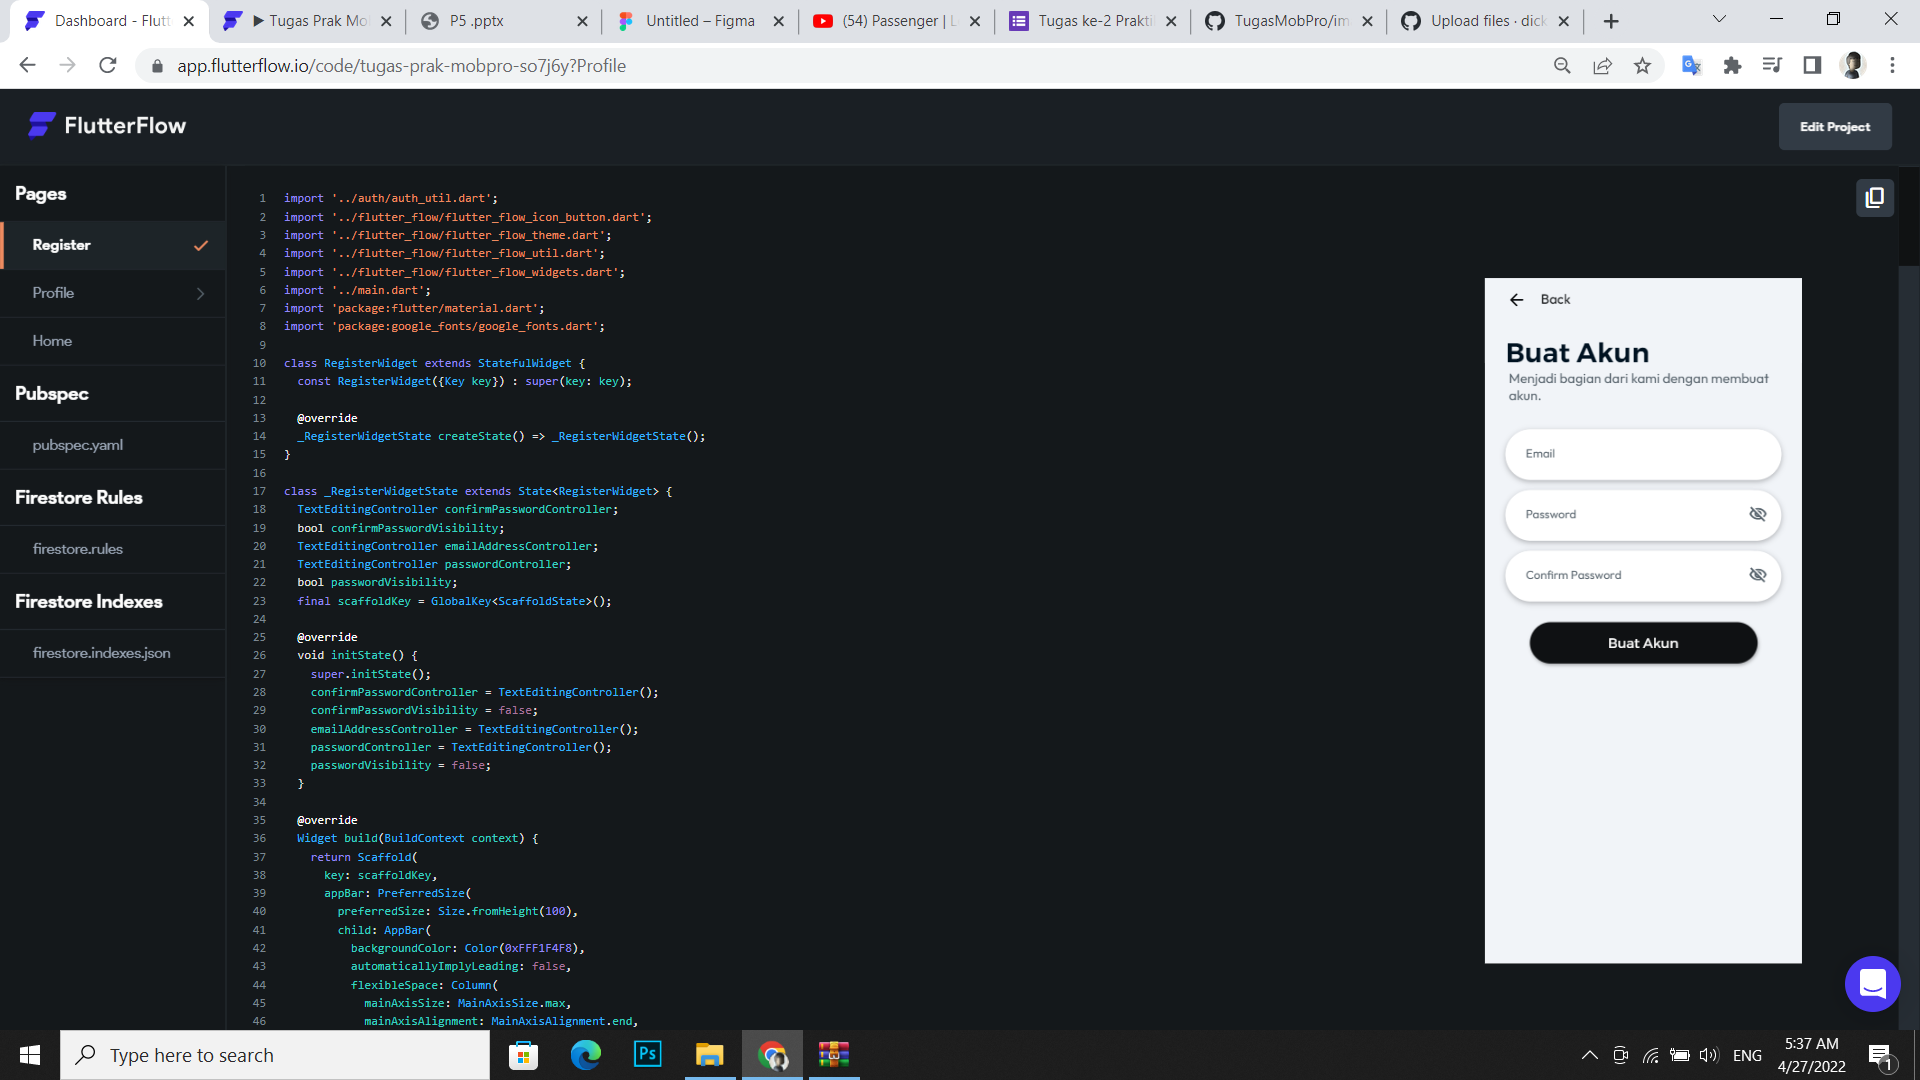 Dashboard - Flutt
Tugas Prak Mo
P5 .pptx
Untitled – Figma
(54) Passenger |
Tugas ke-2 Prakti
TugasMobPro/im
Upload files · dick
app.flutterflow.io/code/tugas-prak-mobpro-so7j6y?Profile
FlutterFlow
Edit Project
Pages
Register
Profile
Home
Pubspec
pubspec.yaml
Firestore Rules
firestore.rules
Firestore Indexes
firestore.indexes.json
1 import '../auth/auth_util.dart';
2 import '../flutter_flow/flutter_flow_icon_button.dart';
3 import '../flutter_flow/flutter_flow_theme.dart';
4 import '../flutter_flow/flutter_flow_util.dart';
5 import '../flutter_flow/flutter_flow_widgets.dart';
6 import '../main.dart';
7 import 'package:flutter/material.dart';
8 import 'package:google_fonts/google_fonts.dart';
9
10 class RegisterWidget extends StatefulWidget {
11 const RegisterWidget({Key key}) : super(key: key);
12
13 @override
14 _RegisterWidgetState createState() => _RegisterWidgetState();
15 }
16
17 class _RegisterWidgetState extends State<RegisterWidget> {
18 TextEditingController confirmPasswordController;
19 bool confirmPasswordVisibility;
20 TextEditingController emailAddressController;
21 TextEditingController passwordController;
22 bool passwordVisibility;
23 final scaffoldKey = GlobalKey<ScaffoldState>();
24
25 @override
26 void initState() {
27 super.initState();
28 confirmPasswordController = TextEditingController();
29 confirmPasswordVisibility = false;
30 emailAddressController = TextEditingController();
31 passwordController = TextEditingController();
32 passwordVisibility = false;
33 }
34
35 @override
36 Widget build(BuildContext context) {
37 return Scaffold(
38 key: scaffoldKey,
39 appBar: PreferredSize(
40 preferredSize: Size.fromHeight(100),
41 child: AppBar(
42 backgroundColor: Color(0xFFF1F4F8),
43 automaticallyImplyLeading: false,
44 flexibleSpace: Column(
45 mainAxisSize: MainAxisSize.max,
46 mainAxisAlignment: MainAxisAlignment.end,
Back
Buat Akun
Menjadi bagian dari kami dengan membuat
akun.
Email
Password
Confirm Password
Buat Akun
Type here to search
Ps
ENG
5:37 AM
4/27/2022
1